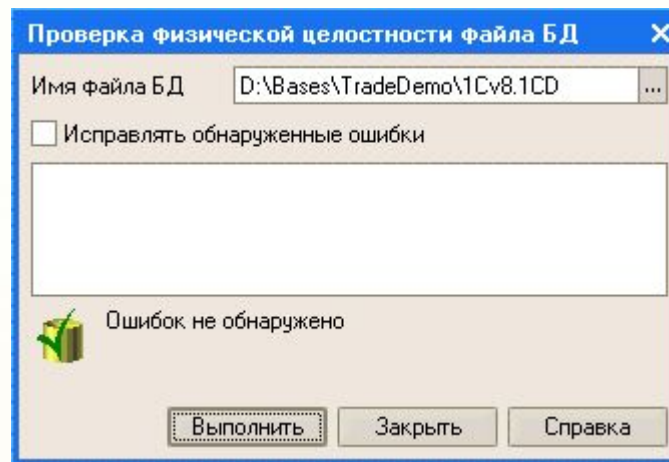 Проверка физической целостности файла БД
Имя файла БД D:\Bases\TradeDemo\1Cv8.1CD ...
Исправлять обнаруженные ошибки
Ошибок не обнаружено
Выполнить Закрыть Справка